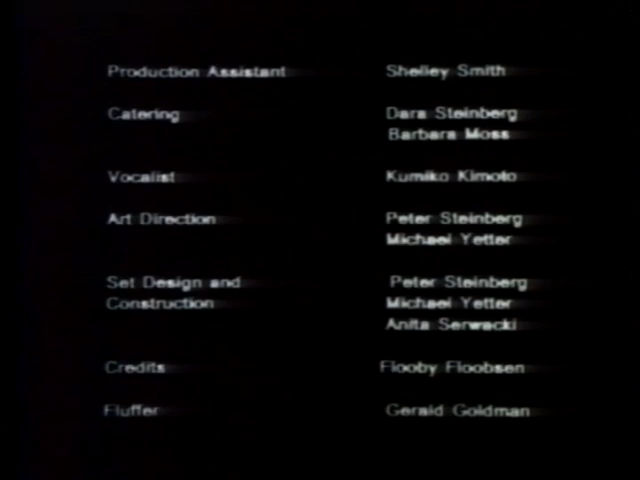 Production Assistant Shelley Smith
Catering Dara Steinberg
Barbara Moss
Vocalist Kumiko Kimoto
Art Direction Peter Steinberg
Michael Yetter
Set Design and Peter Steinberg
Construction Michael Yetter
Anita Serwacki
Credits Flooby Floobsen
Fluffer Gerald Goldman